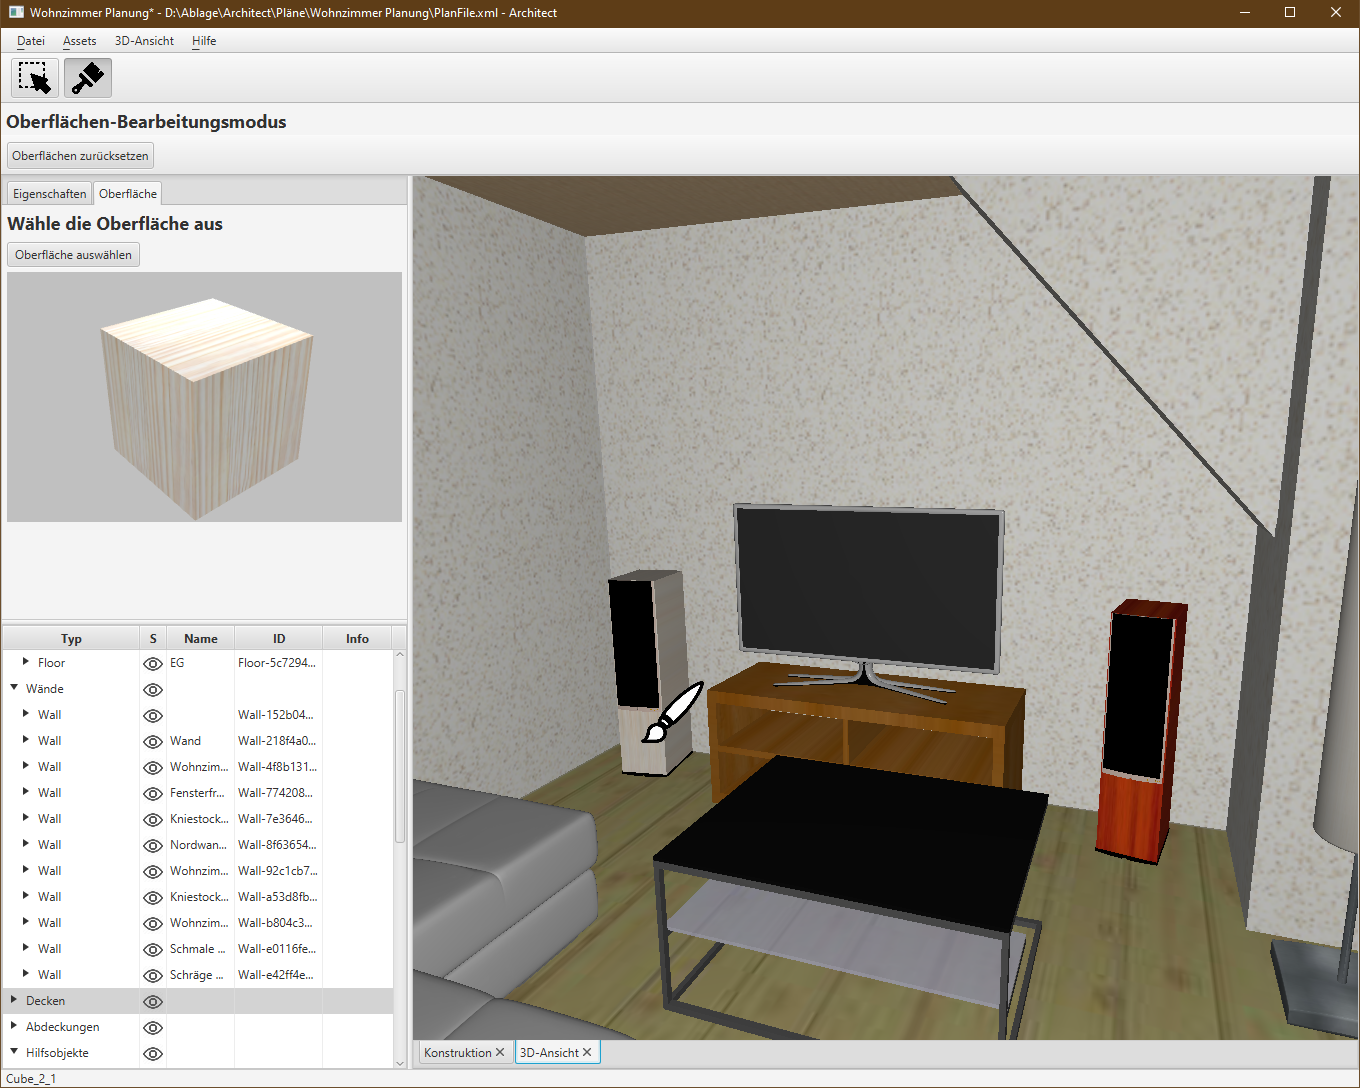 Wohnzimmer Planung* - D:\Ablage\Architect\Pläne\Wohnzimmer Planung\PlanFile.xml - Architect
Datei Assets 3D-Ansicht Hilfe
Oberflächen-Bearbeitungsmodus
Oberflächen zurücksetzen
Eigenschaften Oberfläche
Wähle die Oberfläche aus
Oberfläche auswählen
Typ S Name ID Info
Floor EG Floor-5c7294...
Wände
Wall Wall-152b04...
Wall Wand Wall-218f4a0...
Wall Wohnzim... Wall-4f8b131...
Wall Fensterfr... Wall-774208...
Wall Kniestock... Wall-7e3646...
Wall Nordwan... Wall-8f63654...
Wall Wohnzim... Wall-92c1cb7...
Wall Kniestock... Wall-a53d8fb...
Wall Wohnzim... Wall-b804c3...
Wall Schmale ... Wall-e0116fe...
Wall Schräge ... Wall-e42ff4e...
Decken
Abdeckungen
Hilfsobjekte
Konstruktion 3D-Ansicht
Cube_2_1